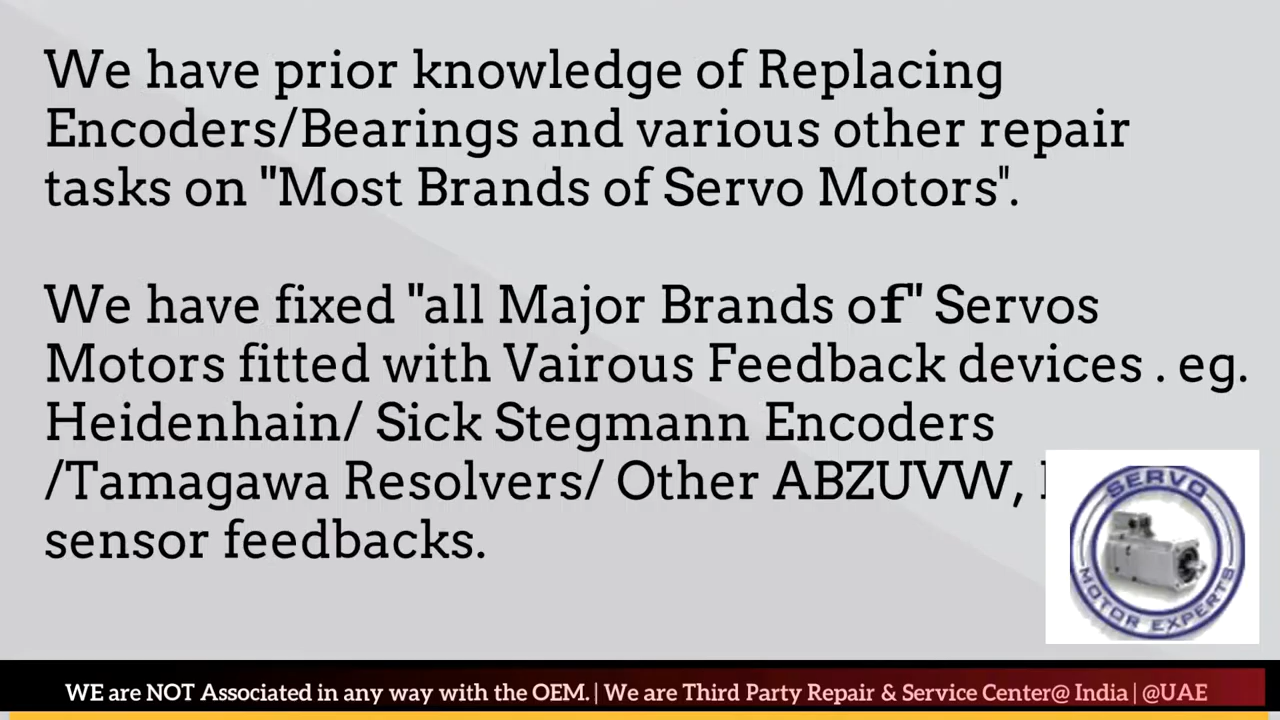 We have prior knowledge of Replacing
Encoders/Bearings and various other repair
tasks on "Most Brands of Servo Motors".
We have fixed "all Major Brands of" Servos
Motors fitted with Vairous Feedback devices . eg.
Heidenhain/ Sick Stegmann Encoders
/Tamagawa Resolvers/ Other ABZUVW,
sensor feedbacks.
SERVO
MOTOR EXPERTS
WE are NOT Associated in any way with the OEM. | We are Third Party Repair & Service Center@ India | @UAE